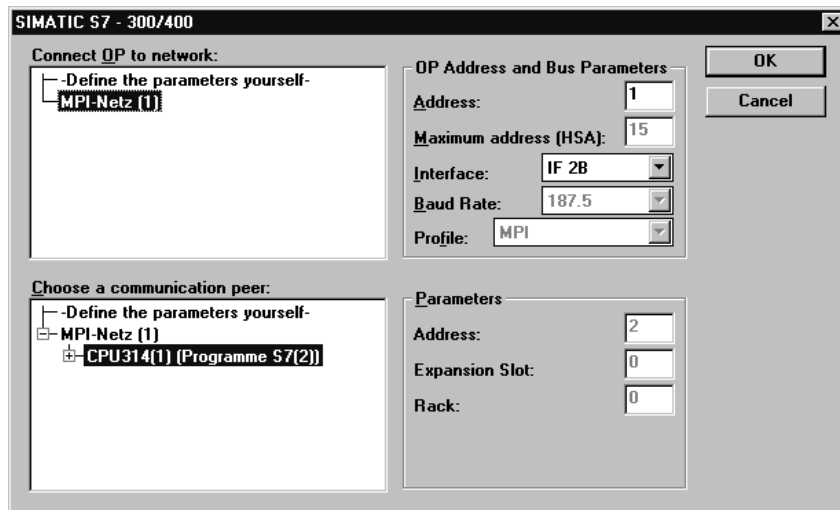 SIMATIC S7 - 300/400
Connect OP to network:
-Define the parameters yourself-
MPI-Netz (1)
OP Address and Bus Parameters
Address: 1
Maximum address (HSA): 15
Interface: IF 2B
Baud Rate: 187.5
Profile: MPI
OK
Cancel
Choose a communication peer:
-Define the parameters yourself-
MPI-Netz (1)
CPU314(1) (Programme S7(2))
Parameters
Address: 2
Expansion Slot: 0
Rack: 0